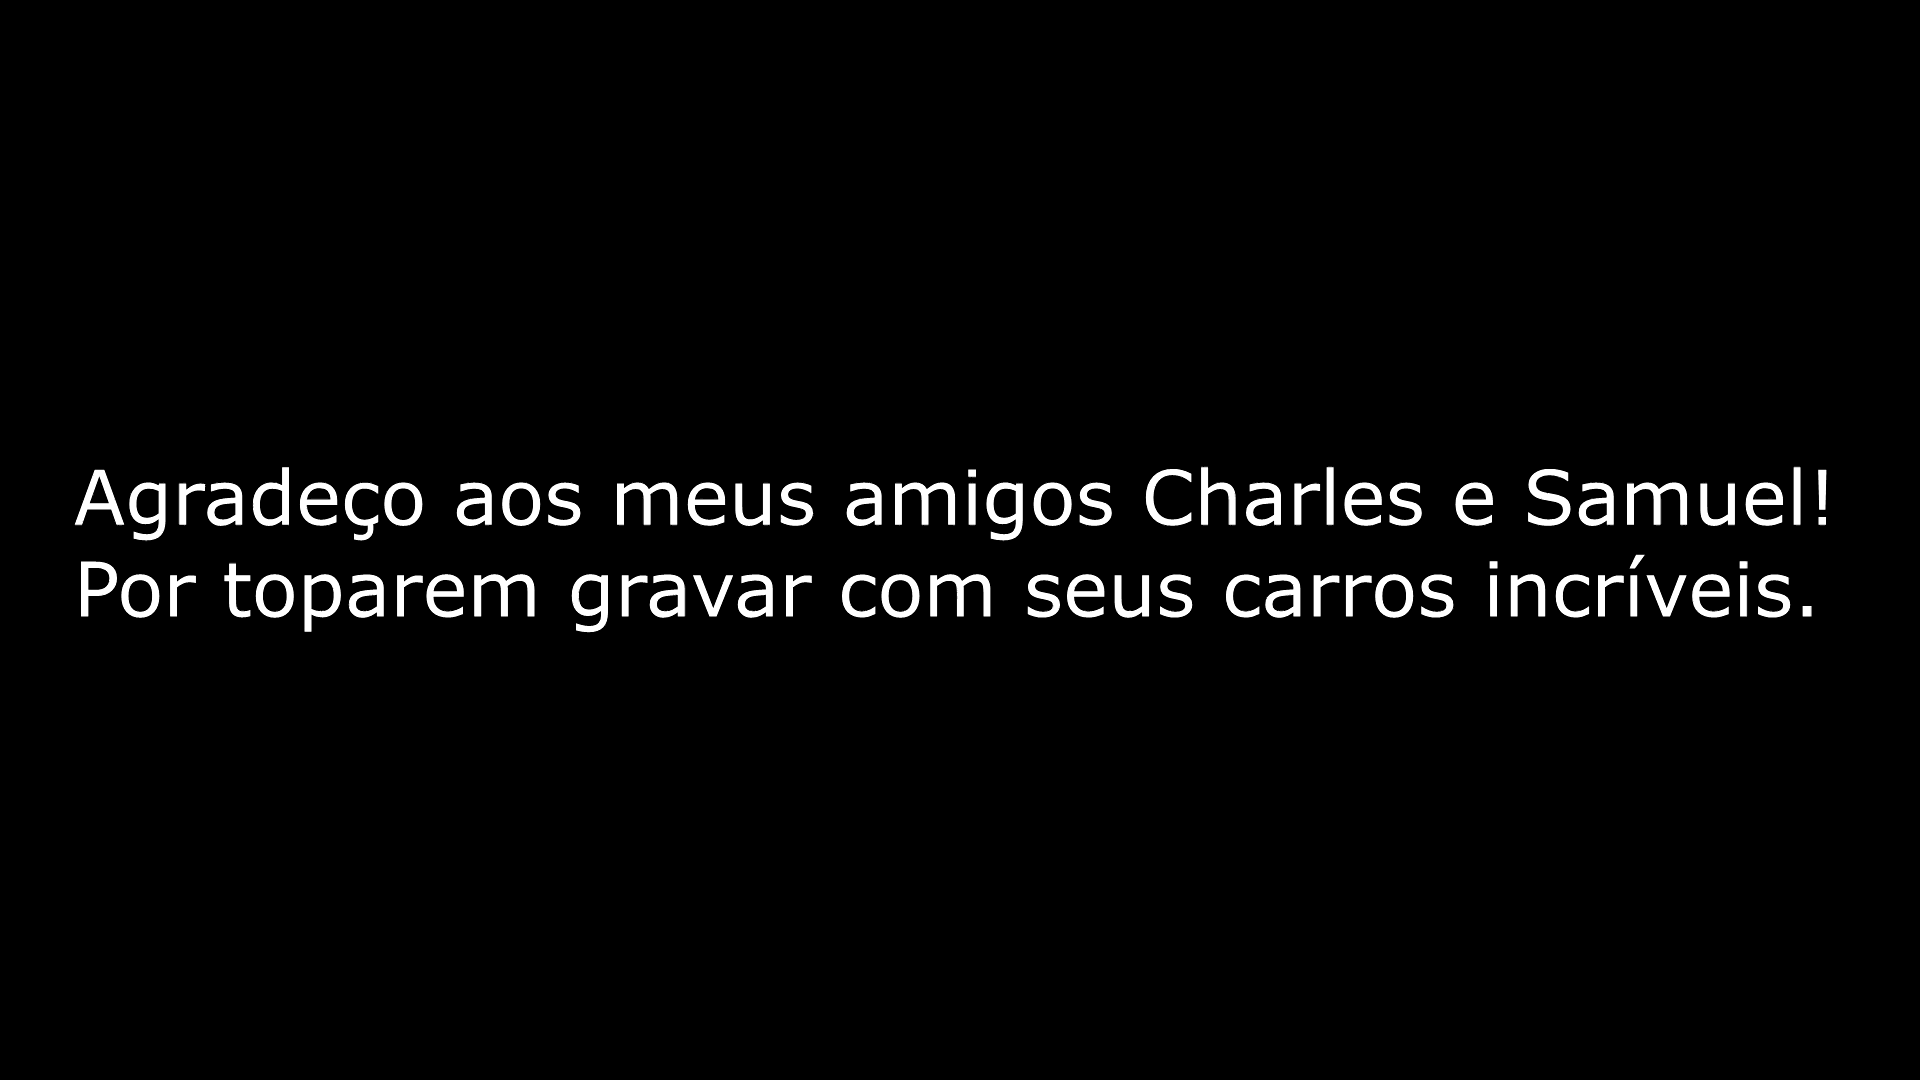 Agradeço aos meus amigos Charles e Samuel!
Por toparem gravar com seus carros incríveis.